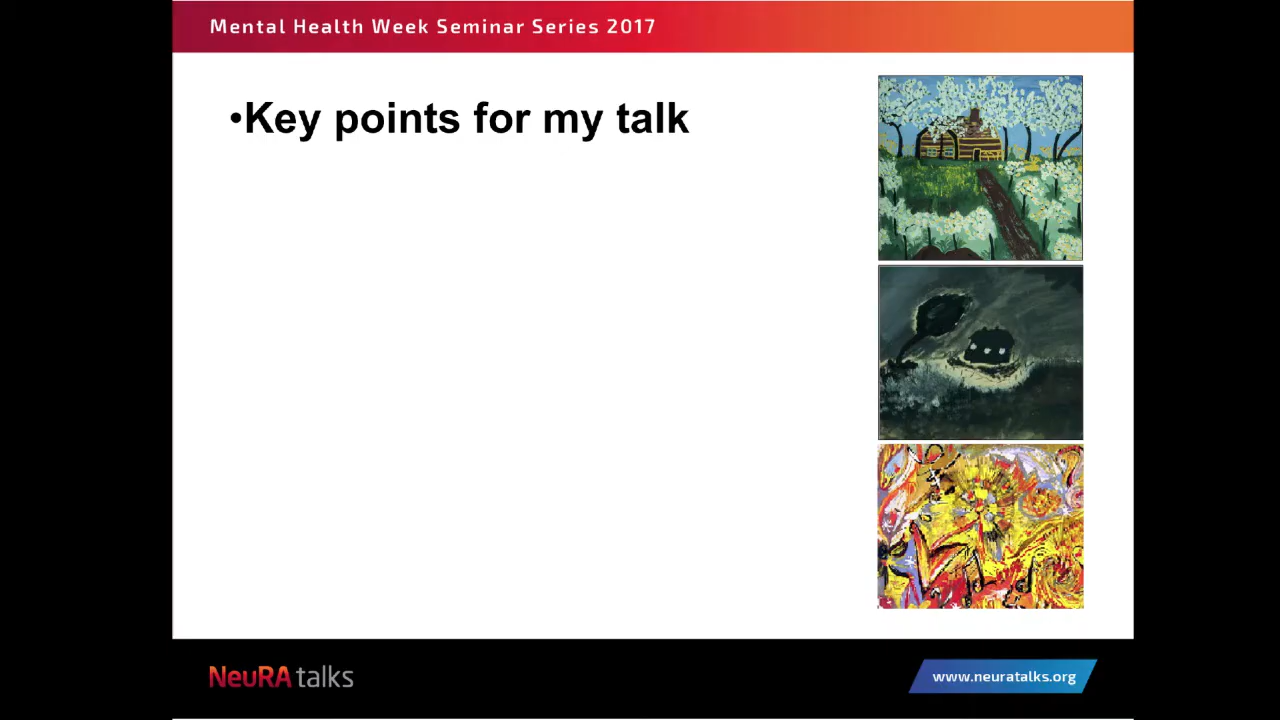 Mental Health Week Seminar Series 2017
•Key points for my talk
NeuRA talks
www.neuratalks.org